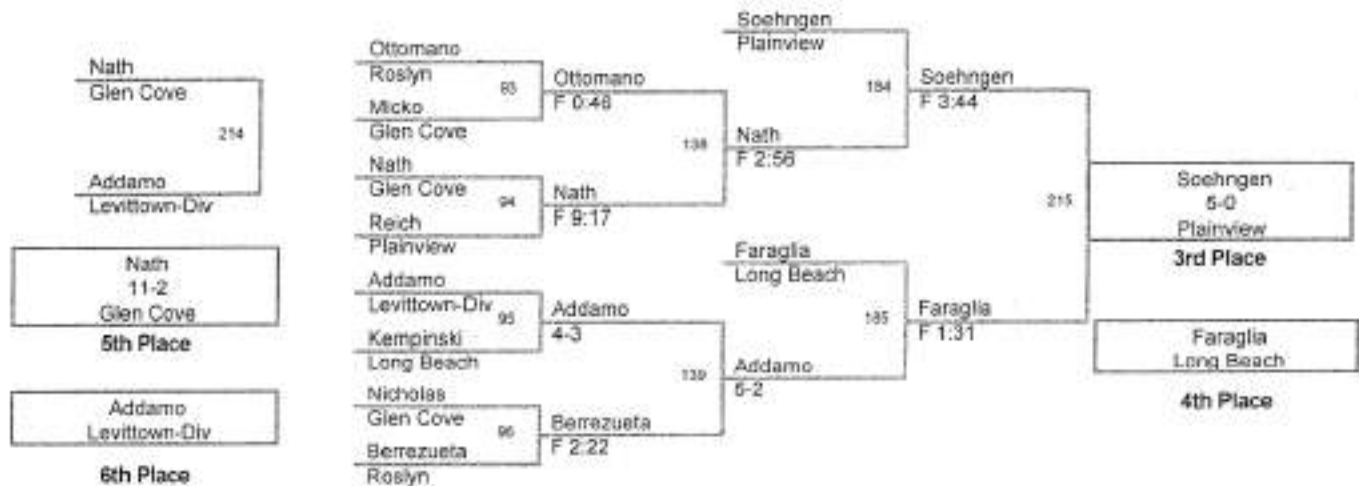 Nath
Glen Cove
214
Addamo
Levittown-Div
Nath
11-2
Glen Cove
5th Place
Addamo
Levittown-Div
6th Place
Ottomano
Roslyn
93
Micko
Glen Cove
Nath
Glen Cove
94
Reich
Plainview
Addamo
Levittown-Div
95
Kempinski
Long Beach
Nicholas
Glen Cove
96
Berrezueta
Roslyn
Ottomano
F 0:46
Nath
F 9:17
Addamo
4-3
Berrezueta
F 2:22
138
139
Soehngen
Plainview
Nath
F 2:56
Faraglia
Long Beach
Addamo
5-2
184
185
Soehngen
F 3:44
Faraglia
F 1:31
215
Soehngen
5-0
Plainview
3rd Place
Faraglia
Long Beach
4th Place